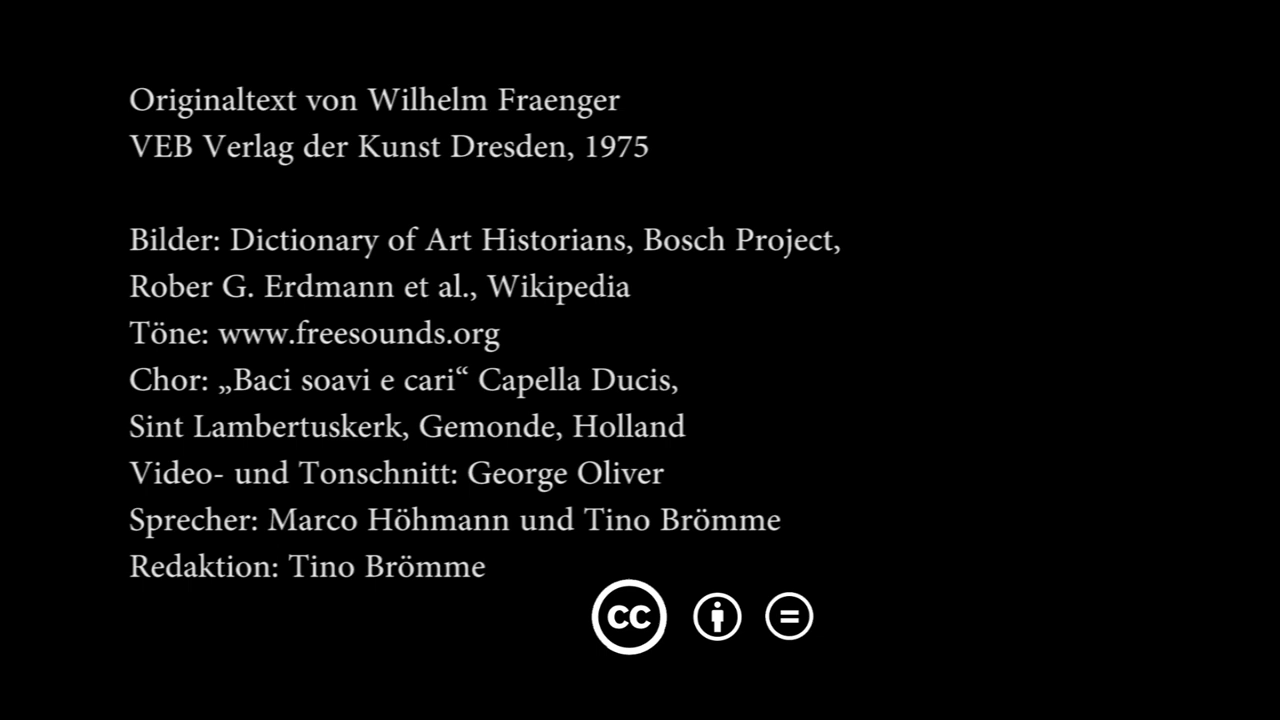 Originaltext von Wilhelm Fraenger
VEB Verlag der Kunst Dresden, 1975
Bilder: Dictionary of Art Historians, Bosch Project,
Rober G. Erdmann et al., Wikipedia
Töne: www.freesounds.org
Chor: „Baci soavi e cari“ Capella Ducis,
Sint Lambertuskerk, Gemonde, Holland
Video- und Tonschnitt: George Oliver
Sprecher: Marco Höhmann und Tino Brömme
Redaktion: Tino Brömme
cc =